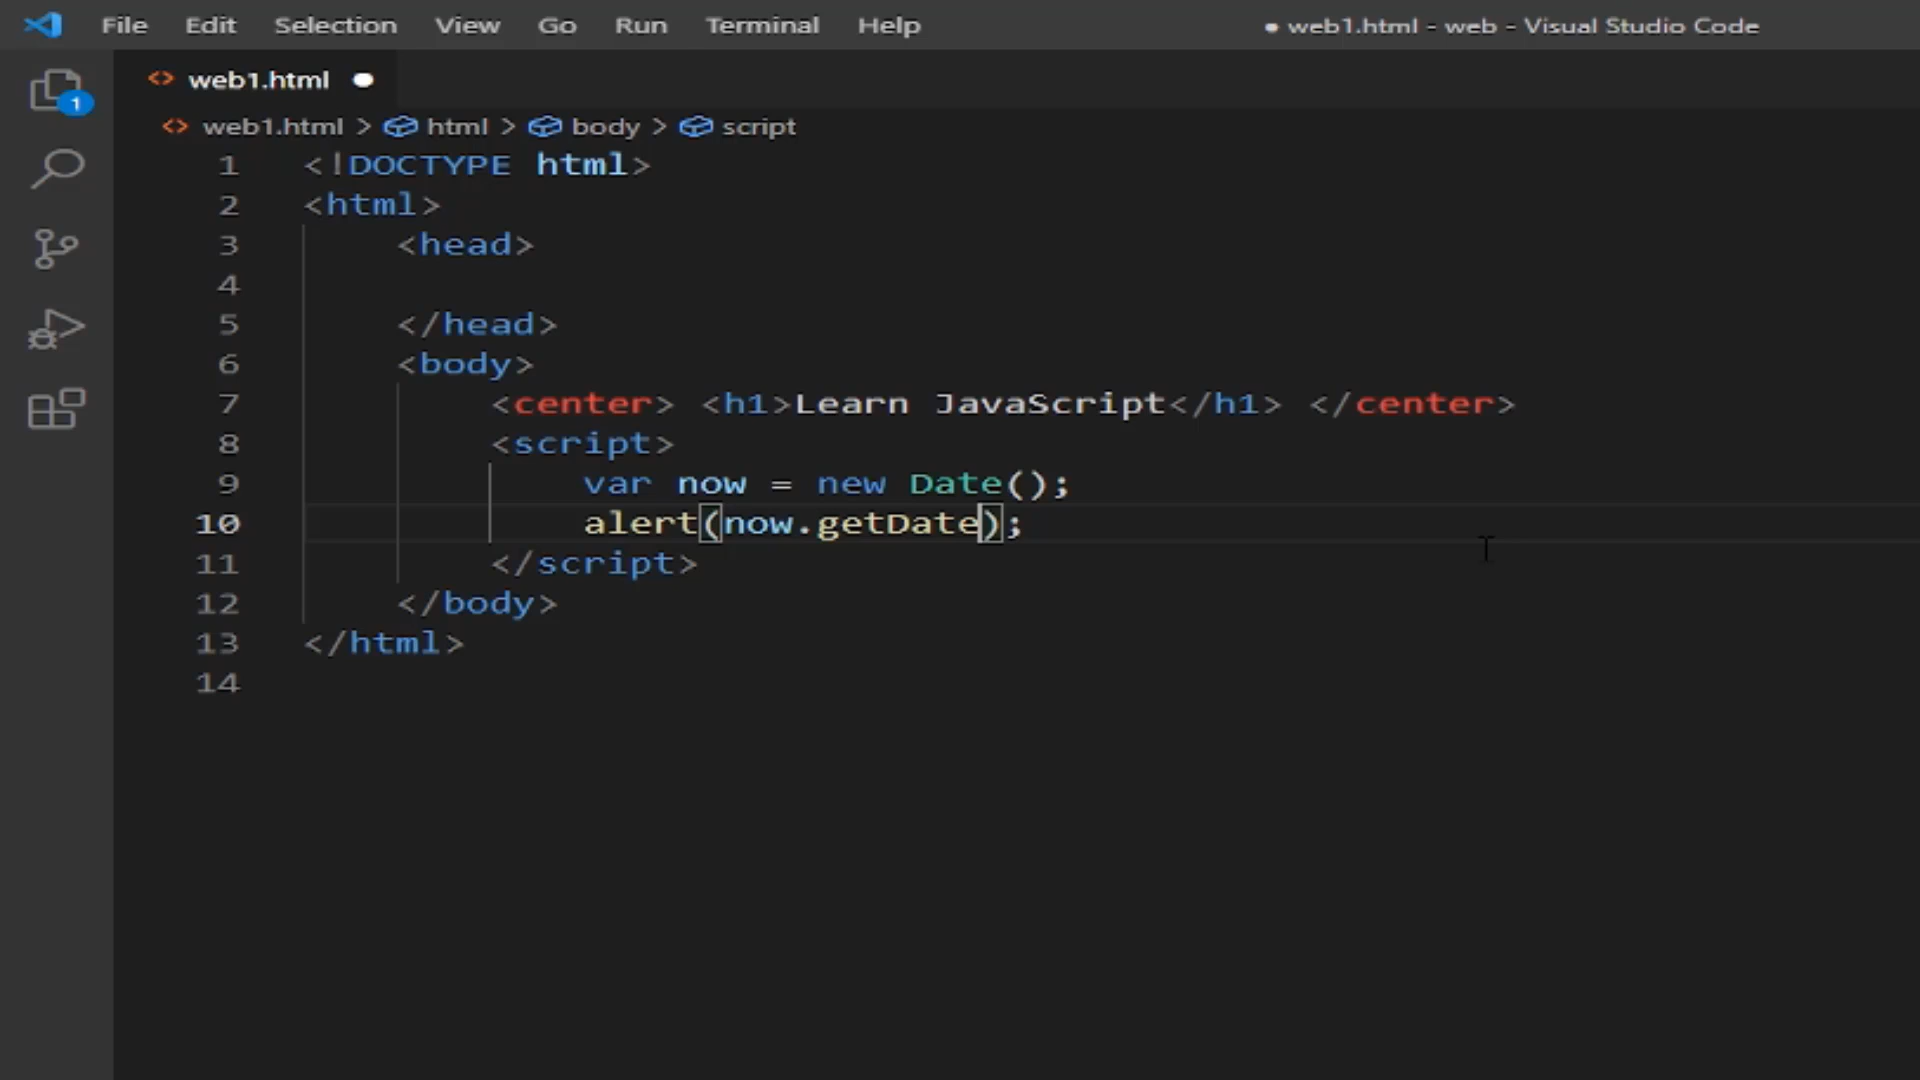 File Edit Selection View Go Run Terminal Help ● web1.html - web - Visual Studio Code
<> web1.html ●
<> web1.html > html > body > script
1 <!DOCTYPE html>
2 <html>
3 <head>
4
5 </head>
6 <body>
7 <center> <h1>Learn JavaScript</h1> </center>
8 <script>
9 var now = new Date();
10 alert(now.getDate);
11 </script>
12 </body>
13 </html>
14
1